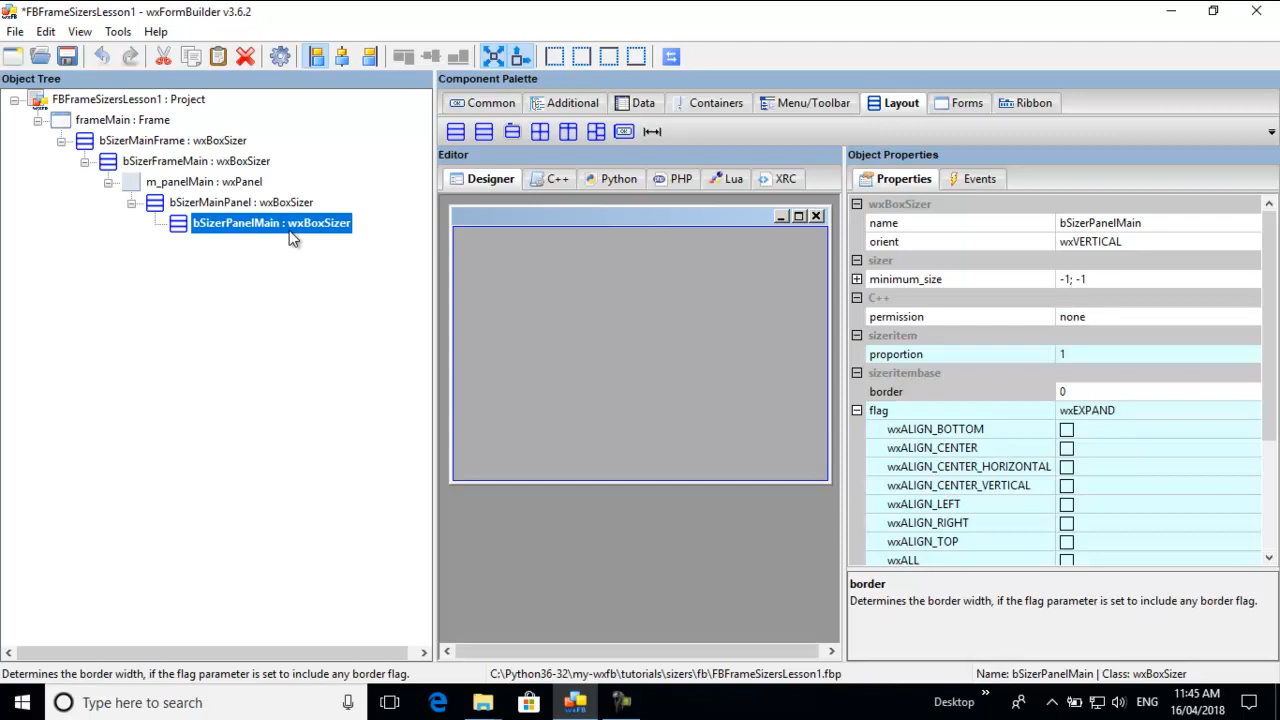 *FBFrameSizersLesson1 - wxFormBuilder v3.6.2
File Edit View Tools Help
Object Tree
FBFrameSizersLesson1 : Project
frameMain : Frame
bSizerMainFrame : wxBoxSizer
bSizerFrameMain : wxBoxSizer
m_panelMain : wxPanel
bSizerMainPanel : wxBoxSizer
bSizerPanelMain : wxBoxSizer
Component Palette
Common Additional Data Containers Menu/Toolbar Layout Forms Ribbon
Editor
Designer C++ Python PHP Lua XRC
Object Properties
Properties Events
wxBoxSizer
name bSizerPanelMain
orient wxVERTICAL
sizer
minimum_size -1; -1
C++
permission none
sizeritem
proportion 1
sizeritembase
border 0
flag wxEXPAND
wxALIGN_BOTTOM
wxALIGN_CENTER
wxALIGN_CENTER_HORIZONTAL
wxALIGN_CENTER_VERTICAL
wxALIGN_LEFT
wxALIGN_RIGHT
wxALIGN_TOP
wxALL
border
Determines the border width, if the flag parameter is set to include any border flag.
Determines the border width, if the flag parameter is set to include any border flag. C:\Python36-32\my-wxfb\tutorials\sizers\fb\FBFrameSizersLesson1.fbp Name: bSizerPanelMain | Class: wxBoxSizer
Type here to search
Desktop
ENG
11:45 AM
16/04/2018